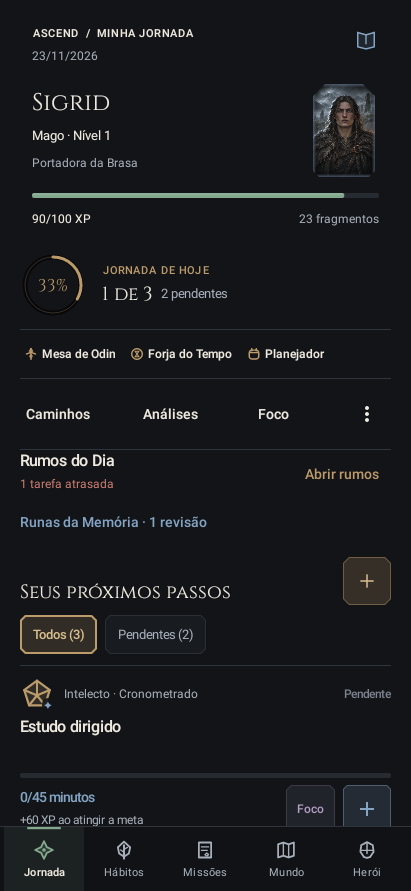 ASCEND / MINHA JORNADA
23/11/2026
Sigrid
Mago · Nível 1
Portadora da Brasa
90/100 XP
23 fragmentos
33%
JORNADA DE HOJE
1 de 3 2 pendentes
Mesa de Odin
Forja do Tempo
Planejador
Caminhos
Análises
Foco
Rumos do Dia
1 tarefa atrasada
Abrir rumos
Runas da Memória · 1 revisão
Seus próximos passos
Todos (3)
Pendentes (2)
Intelecto · Cronometrado
Pendente
Estudo dirigido
0/45 minutos
+60 XP ao atingir a meta
Foco
Jornada
Hábitos
Missões
Mundo
Herói